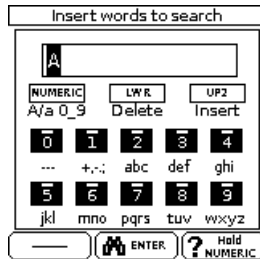 Insert words to search
A
NUMERIC LWR UP2
A/a 0_9 Delete Insert
0 1 2 3 4
--- +,-.; abc def ghi
5 6 7 8 9
jkl mno pqrs tuv wxyz
ENTER ? Hold NUMERIC